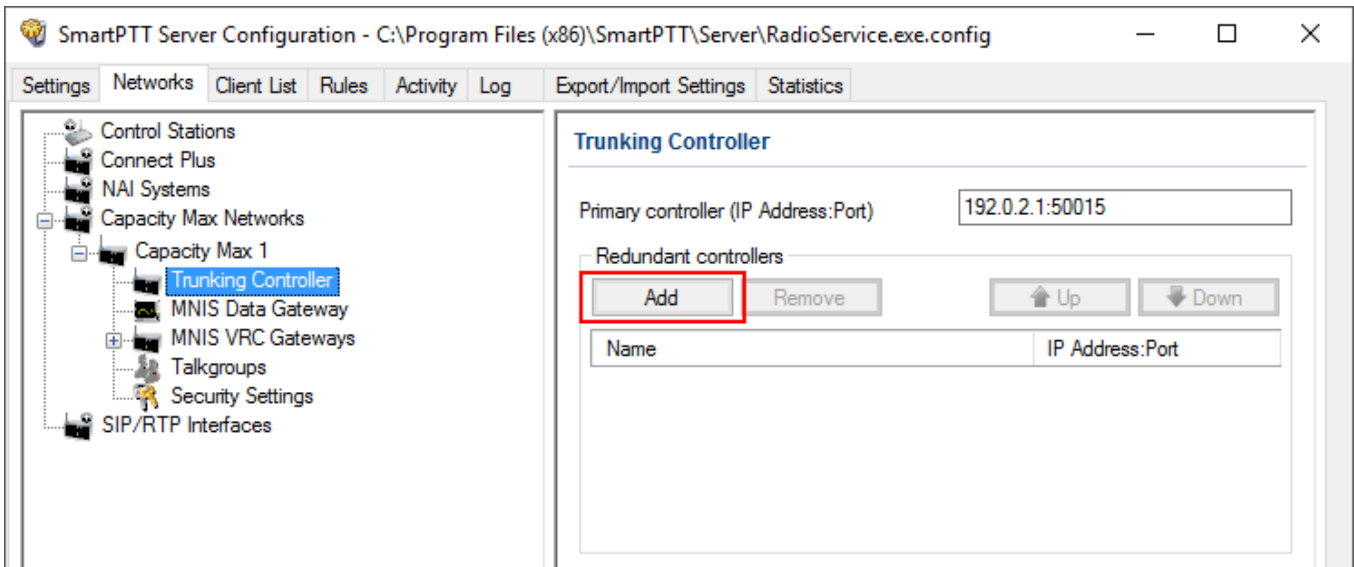 SmartPTT Server Configuration - C:\Program Files (x86)\SmartPTT\Server\RadioService.exe.config
Settings Networks Client List Rules Activity Log Export/Import Settings Statistics
Control Stations
Connect Plus
NAI Systems
Capacity Max Networks
Capacity Max 1
Trunking Controller
MNIS Data Gateway
MNIS VRC Gateways
Talkgroups
Security Settings
SIP/RTP Interfaces
Trunking Controller
Primary controller (IP Address:Port) 192.0.2.1:50015
Redundant controllers
Add Remove Up Down
Name IP Address:Port